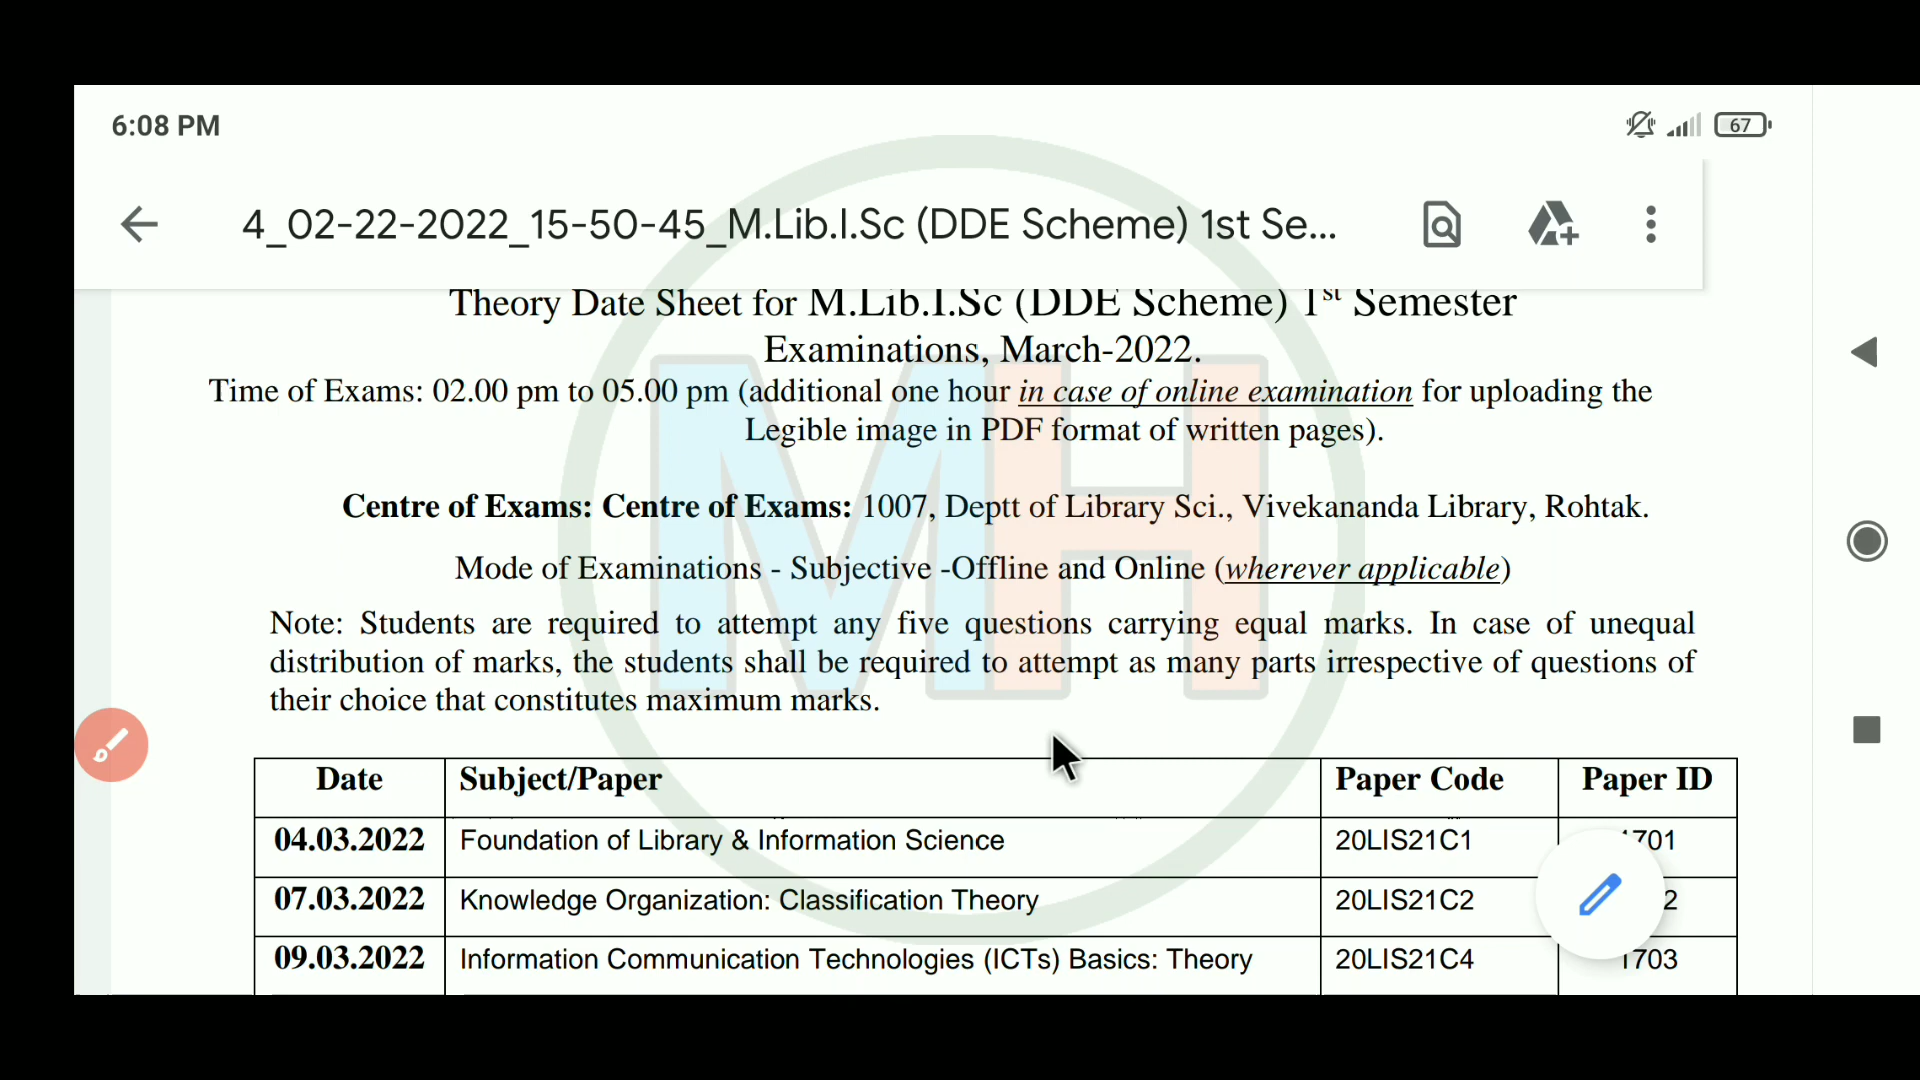 6:08 PM
67
4_02-22-2022_15-50-45_M.Lib.I.Sc (DDE Scheme) 1st Se...
Theory Date Sheet for M.Lib.I.Sc (DDE Scheme) 1st Semester
Examinations, March-2022.
Time of Exams: 02.00 pm to 05.00 pm (additional one hour in case of online examination for uploading the
Legible image in PDF format of written pages).
MH
Centre of Exams: Centre of Exams: 1007, Deptt of Library Sci., Vivekananda Library, Rohtak.
Mode of Examinations - Subjective -Offline and Online (wherever applicable)
Note: Students are required to attempt any five questions carrying equal marks. In case of unequal
distribution of marks, the students shall be required to attempt as many parts irrespective of questions of
their choice that constitutes maximum marks.
Date Subject/Paper Paper Code Paper ID
04.03.2022 Foundation of Library & Information Science 20LIS21C1 1701
07.03.2022 Knowledge Organization: Classification Theory 20LIS21C2
09.03.2022 Information Communication Technologies (ICTs) Basics: Theory 20LIS21C4 1703